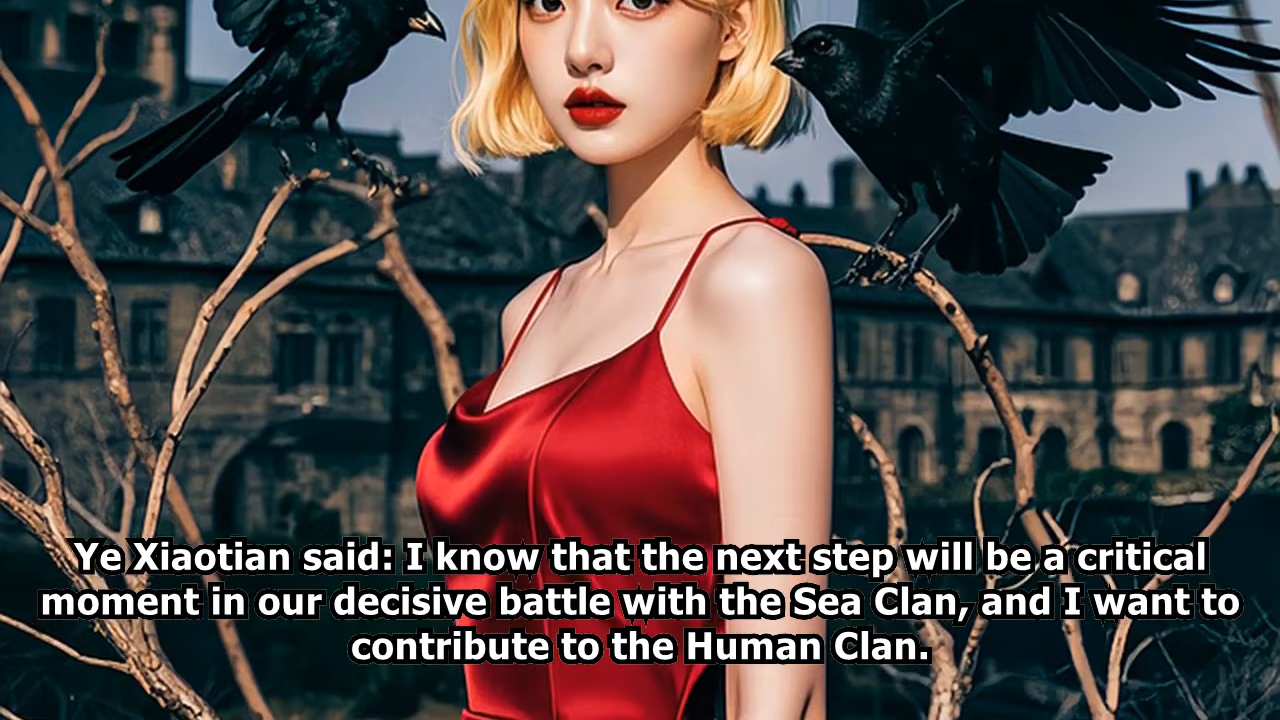 Ye Xiaotian said: I know that the next step will be a critical
moment in our decisive battle with the Sea Clan, and I want to
contribute to the Human Clan.